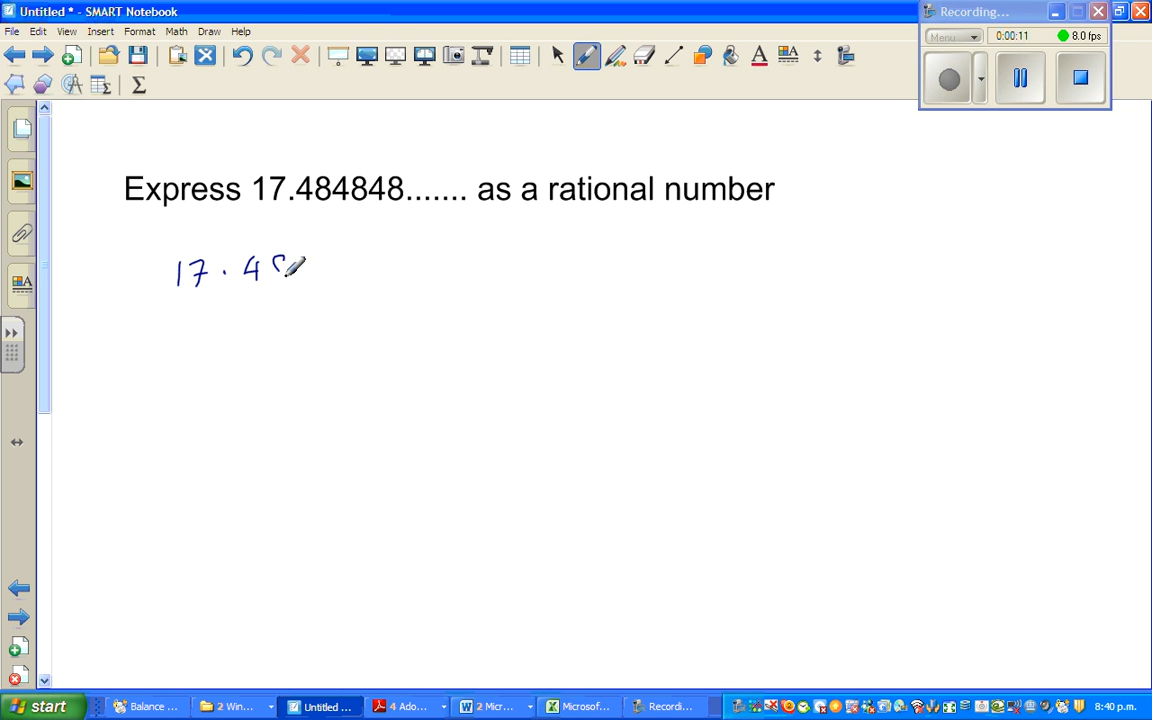 Untitled * - SMART Notebook
Recording...
File Edit View Insert Format Math Draw Help
Menu 0:00:11 8.0 fps
Express 17.484848....... as a rational number
17.48
start Balance ... 2 Win... Untitled ... 4 Ado... 2 Micr... Microsof... Recordi... 8:40 p.m.